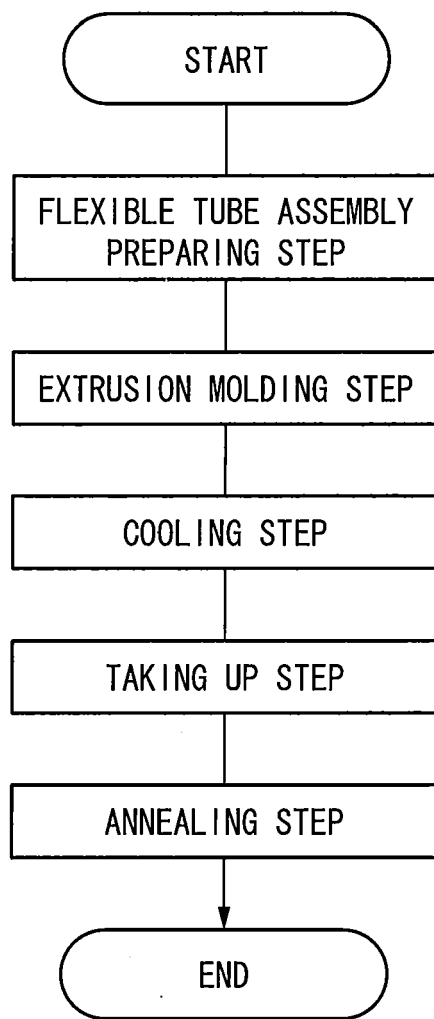 START
FLEXIBLE TUBE ASSEMBLY
PREPARING STEP
EXTRUSION MOLDING STEP
COOLING STEP
TAKING UP STEP
ANNEALING STEP
END